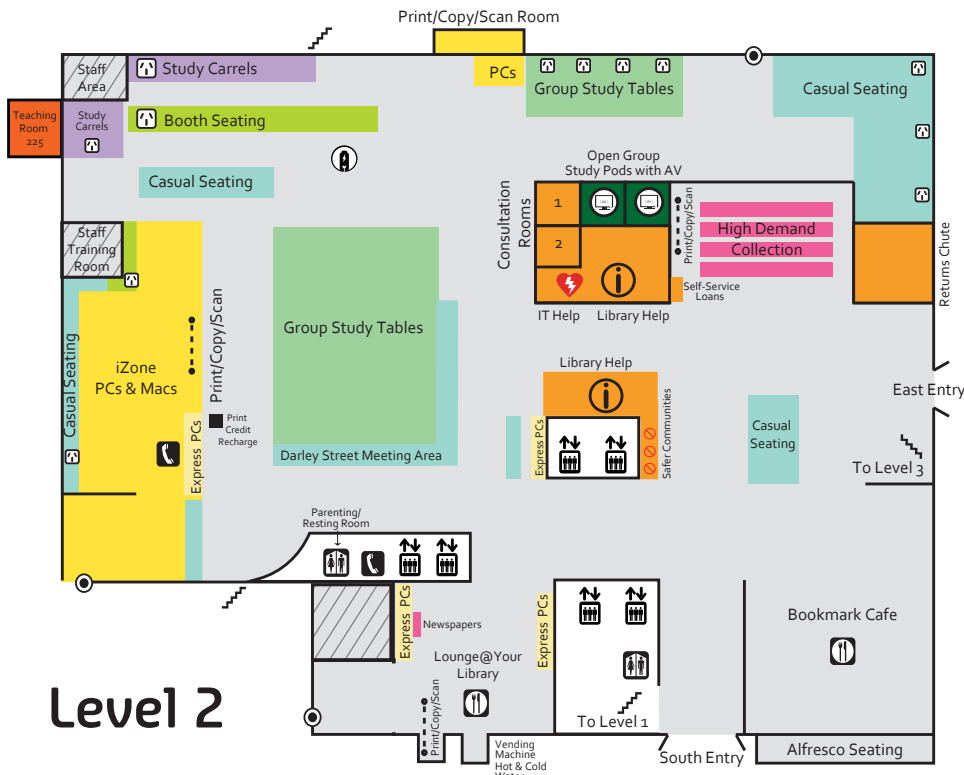 Print/Copy/Scan Room
Staff
Area
Study Carrels
PCs
Group Study Tables
Casual Seating
Teaching
Room
225
Study
Carrels
Booth Seating
Casual Seating
Open Group
Study Pods with AV
Consultation
Rooms
1
2
Print/Copy/Scan
High Demand
Collection
Returns Chute
Staff
Training
Room
IT Help
Library Help
Self-Service
Loans
Casual Seating
iZone
PCs & Macs
Print/Copy/Scan
Group Study Tables
Print
Credit
Recharge
Express PCs
Darley Street Meeting Area
Library Help
Express PCs
Safer Communities
Casual
Seating
East Entry
To Level 3
Parenting/
Resting Room
Express PCs
Newspapers
Express PCs
Lounge@Your
Library
Bookmark Cafe
Level 2
Print/Copy/Scan
To Level 1
Vending
Machine
Hot & Cold
Water
South Entry
Alfresco Seating